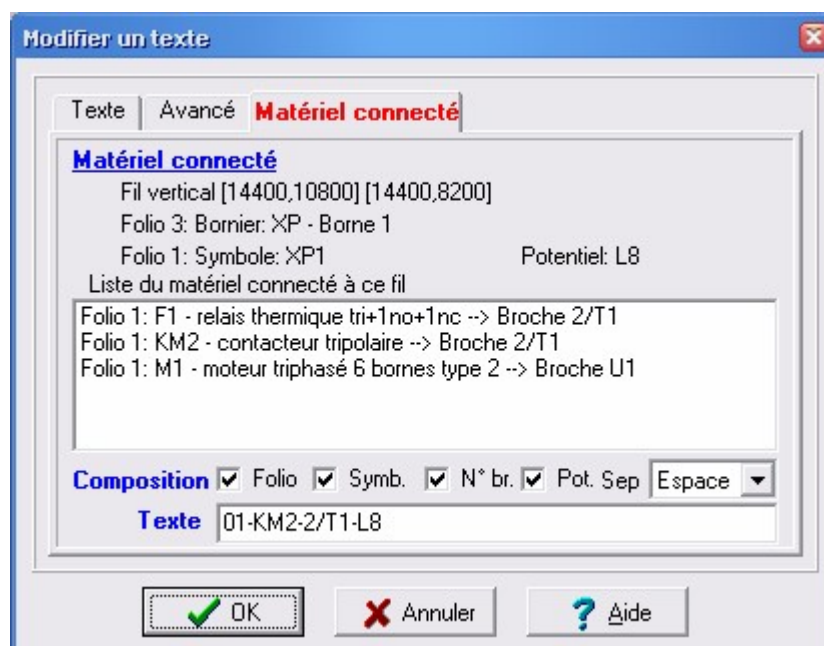 Modifier un texte
Texte Avancé Matériel connecté
Matériel connecté
Fil vertical [14400,10800] [14400,8200]
Folio 3: Bornier: XP - Borne 1
Folio 1: Symbole: XP1 Potentiel: L8
Liste du matériel connecté à ce fil
Folio 1: F1 - relais thermique tri+1no+1nc --> Broche 2/T1
Folio 1: KM2 - contacteur tripolaire --> Broche 2/T1
Folio 1: M1 - moteur triphasé 6 bornes type 2 --> Broche U1
Composition Folio Symb. N° br. Pot. Sep Espace
Texte 01-KM2-2/T1-L8
OK Annuler Aide